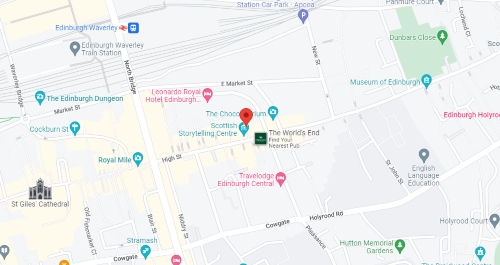 Station Car Park - Apcoa
Panmure Court
Lochend Cl
Edinburgh Waverley
Edinburgh Waverley
Train Station
New St
Dunbars Close
Waverley Bridge
North Bridge
E Market St
Museum of Edinburgh
The Edinburgh Dungeon
Market St
Leonardo Royal
Hotel Edinburgh...
The Chocolatarium
Edinburgh Holyroo
Cockburn St
Scottish
Storytelling Centre
The World's End
Find Your
Nearest Pub
Royal Mile
High St
English
Language
Education
St John St
Travelodge
Edinburgh Central
St Giles' Cathedral
Old Fishmarket Cl
Blair St
Niddry St
Cowgate
Holyrood Rd
Holyrood Court
Stramash
Pleasance
Hutton Memorial
Gardens
Cowgate